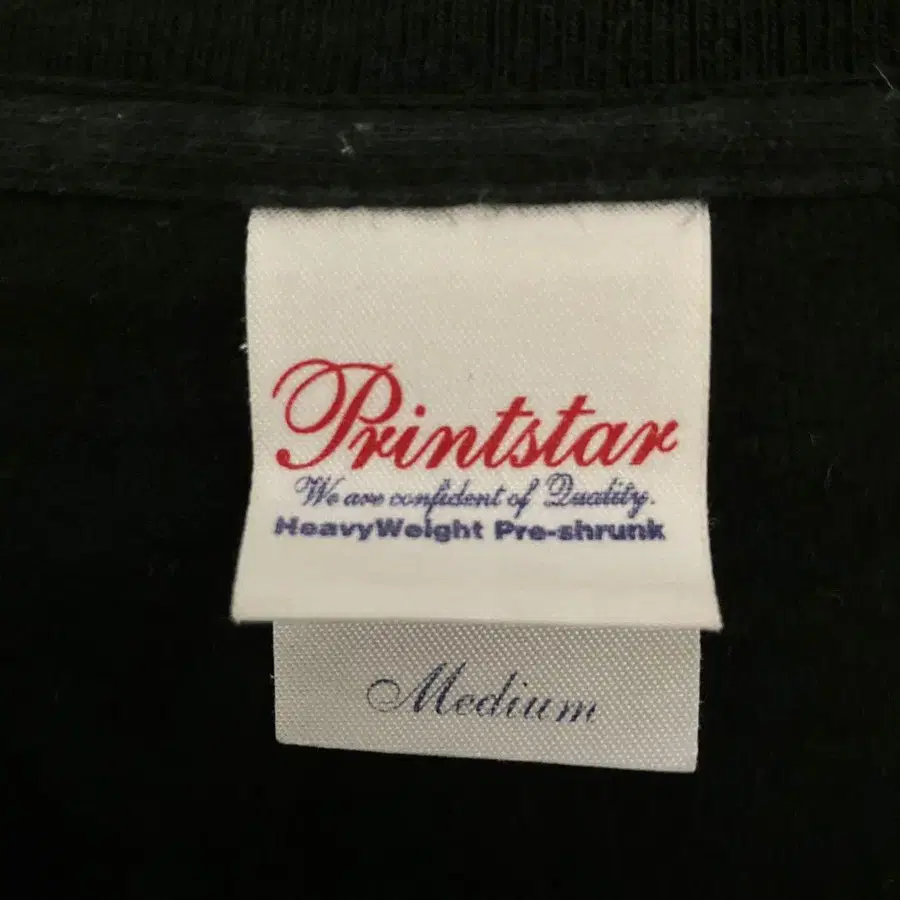 Printstar
We are confident of Quality.
HeavyWeight Pre-shrunk
Medium